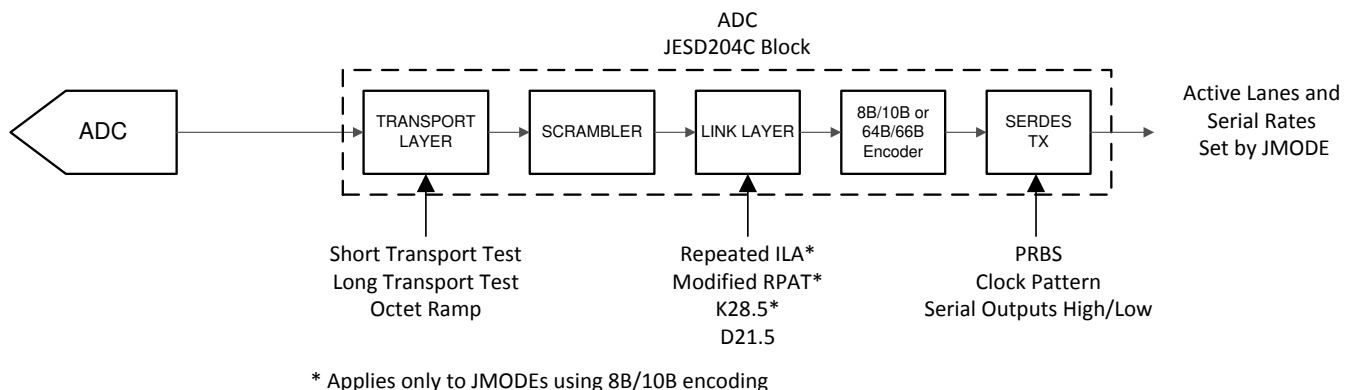 ADC
JESD204C Block
ADC
TRANSPORT
LAYER
SCRAMBLER
LINK LAYER
8B/10B or
64B/66B
Encoder
SERDES
TX
Active Lanes and
Serial Rates
Set by JMODE
Short Transport Test
Long Transport Test
Octet Ramp
Repeated ILA*
Modified RPAT*
K28.5*
D21.5
PRBS
Clock Pattern
Serial Outputs High/Low
* Applies only to JMODEs using 8B/10B encoding